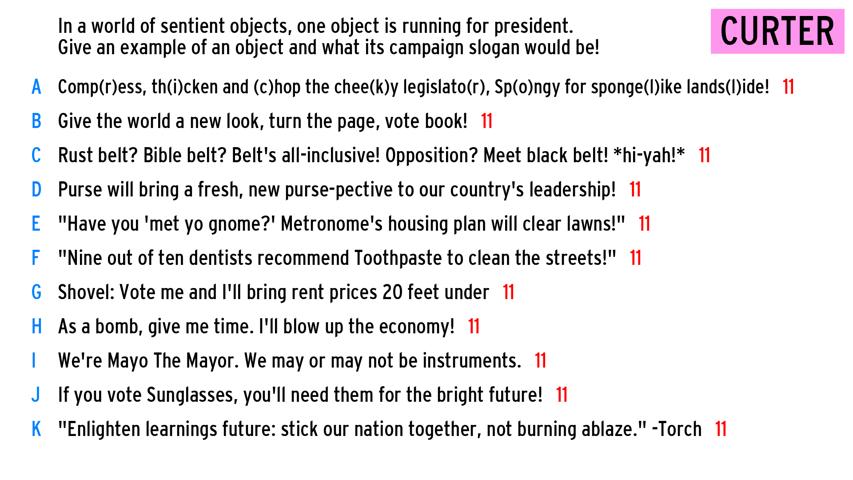 In a world of sentient objects, one object is running for president.
Give an example of an object and what its campaign slogan would be!
CURTER
A Comp(r)ess, th(i)cken and (c)hop the chee(k)y legislato(r), Sp(o)ngy for sponge(l)ike lands(l)ide! 11
B Give the world a new look, turn the page, vote book! 11
C Rust belt? Bible belt? Belt's all-inclusive! Opposition? Meet black belt! *hi-yah!* 11
D Purse will bring a fresh, new purse-pective to our country's leadership! 11
E "Have you 'met yo gnome?' Metronome's housing plan will clear lawns!" 11
F "Nine out of ten dentists recommend Toothpaste to clean the streets!" 11
G Shovel: Vote me and I'll bring rent prices 20 feet under 11
H As a bomb, give me time. I'll blow up the economy! 11
I We're Mayo The Mayor. We may or may not be instruments. 11
J If you vote Sunglasses, you'll need them for the bright future! 11
K "Enlighten learnings future: stick our nation together, not burning ablaze." -Torch 11